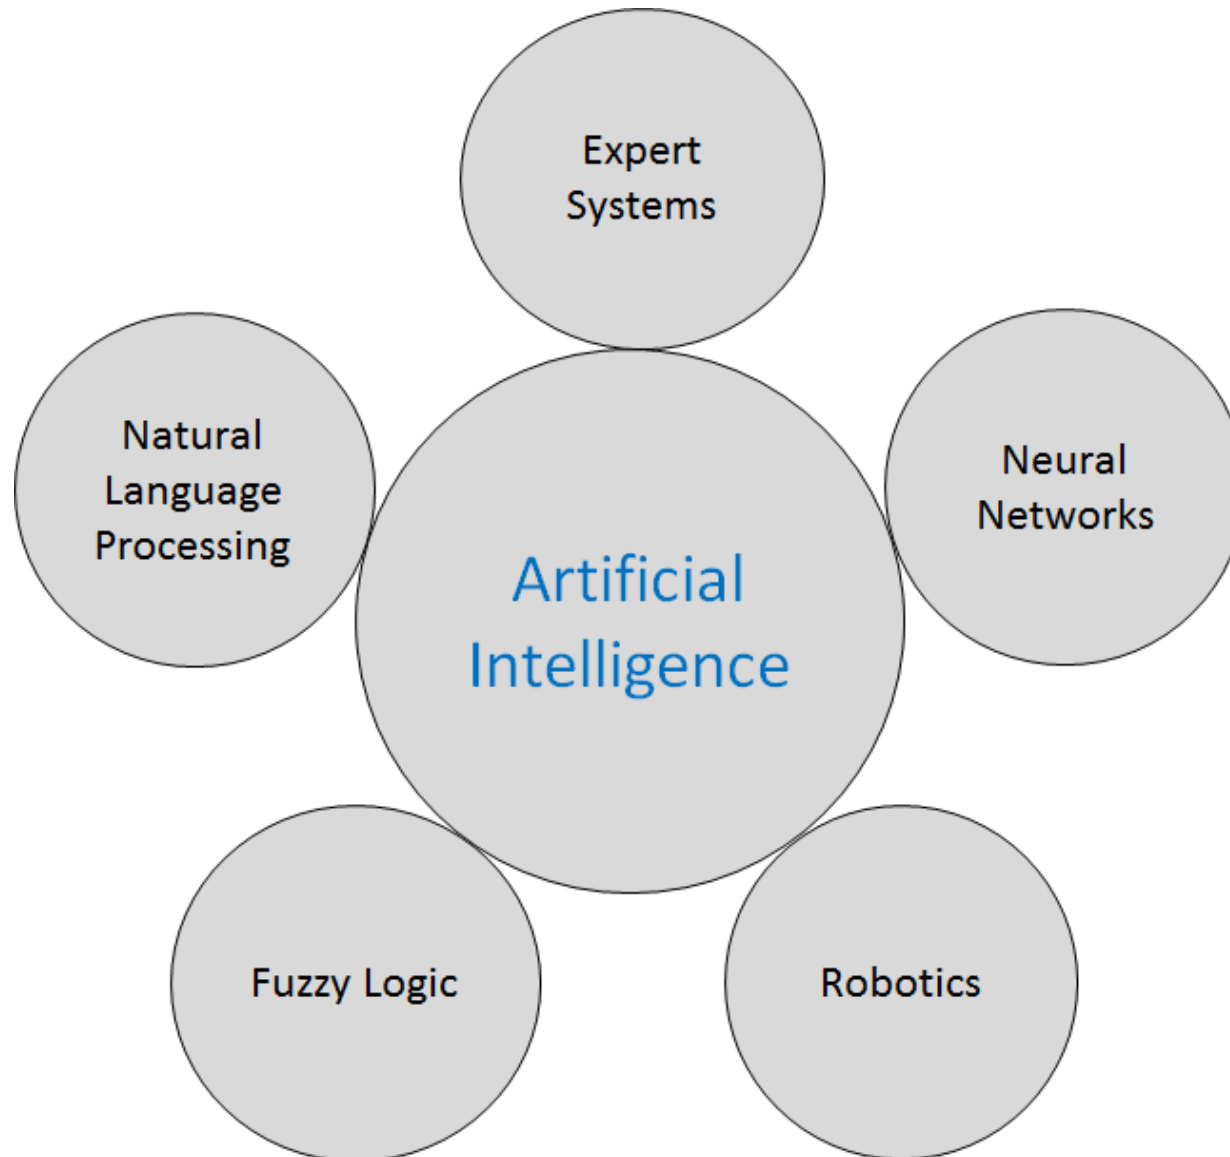 Expert
Systems
Natural
Language
Processing
Neural
Networks
Artificial
Intelligence
Fuzzy Logic
Robotics